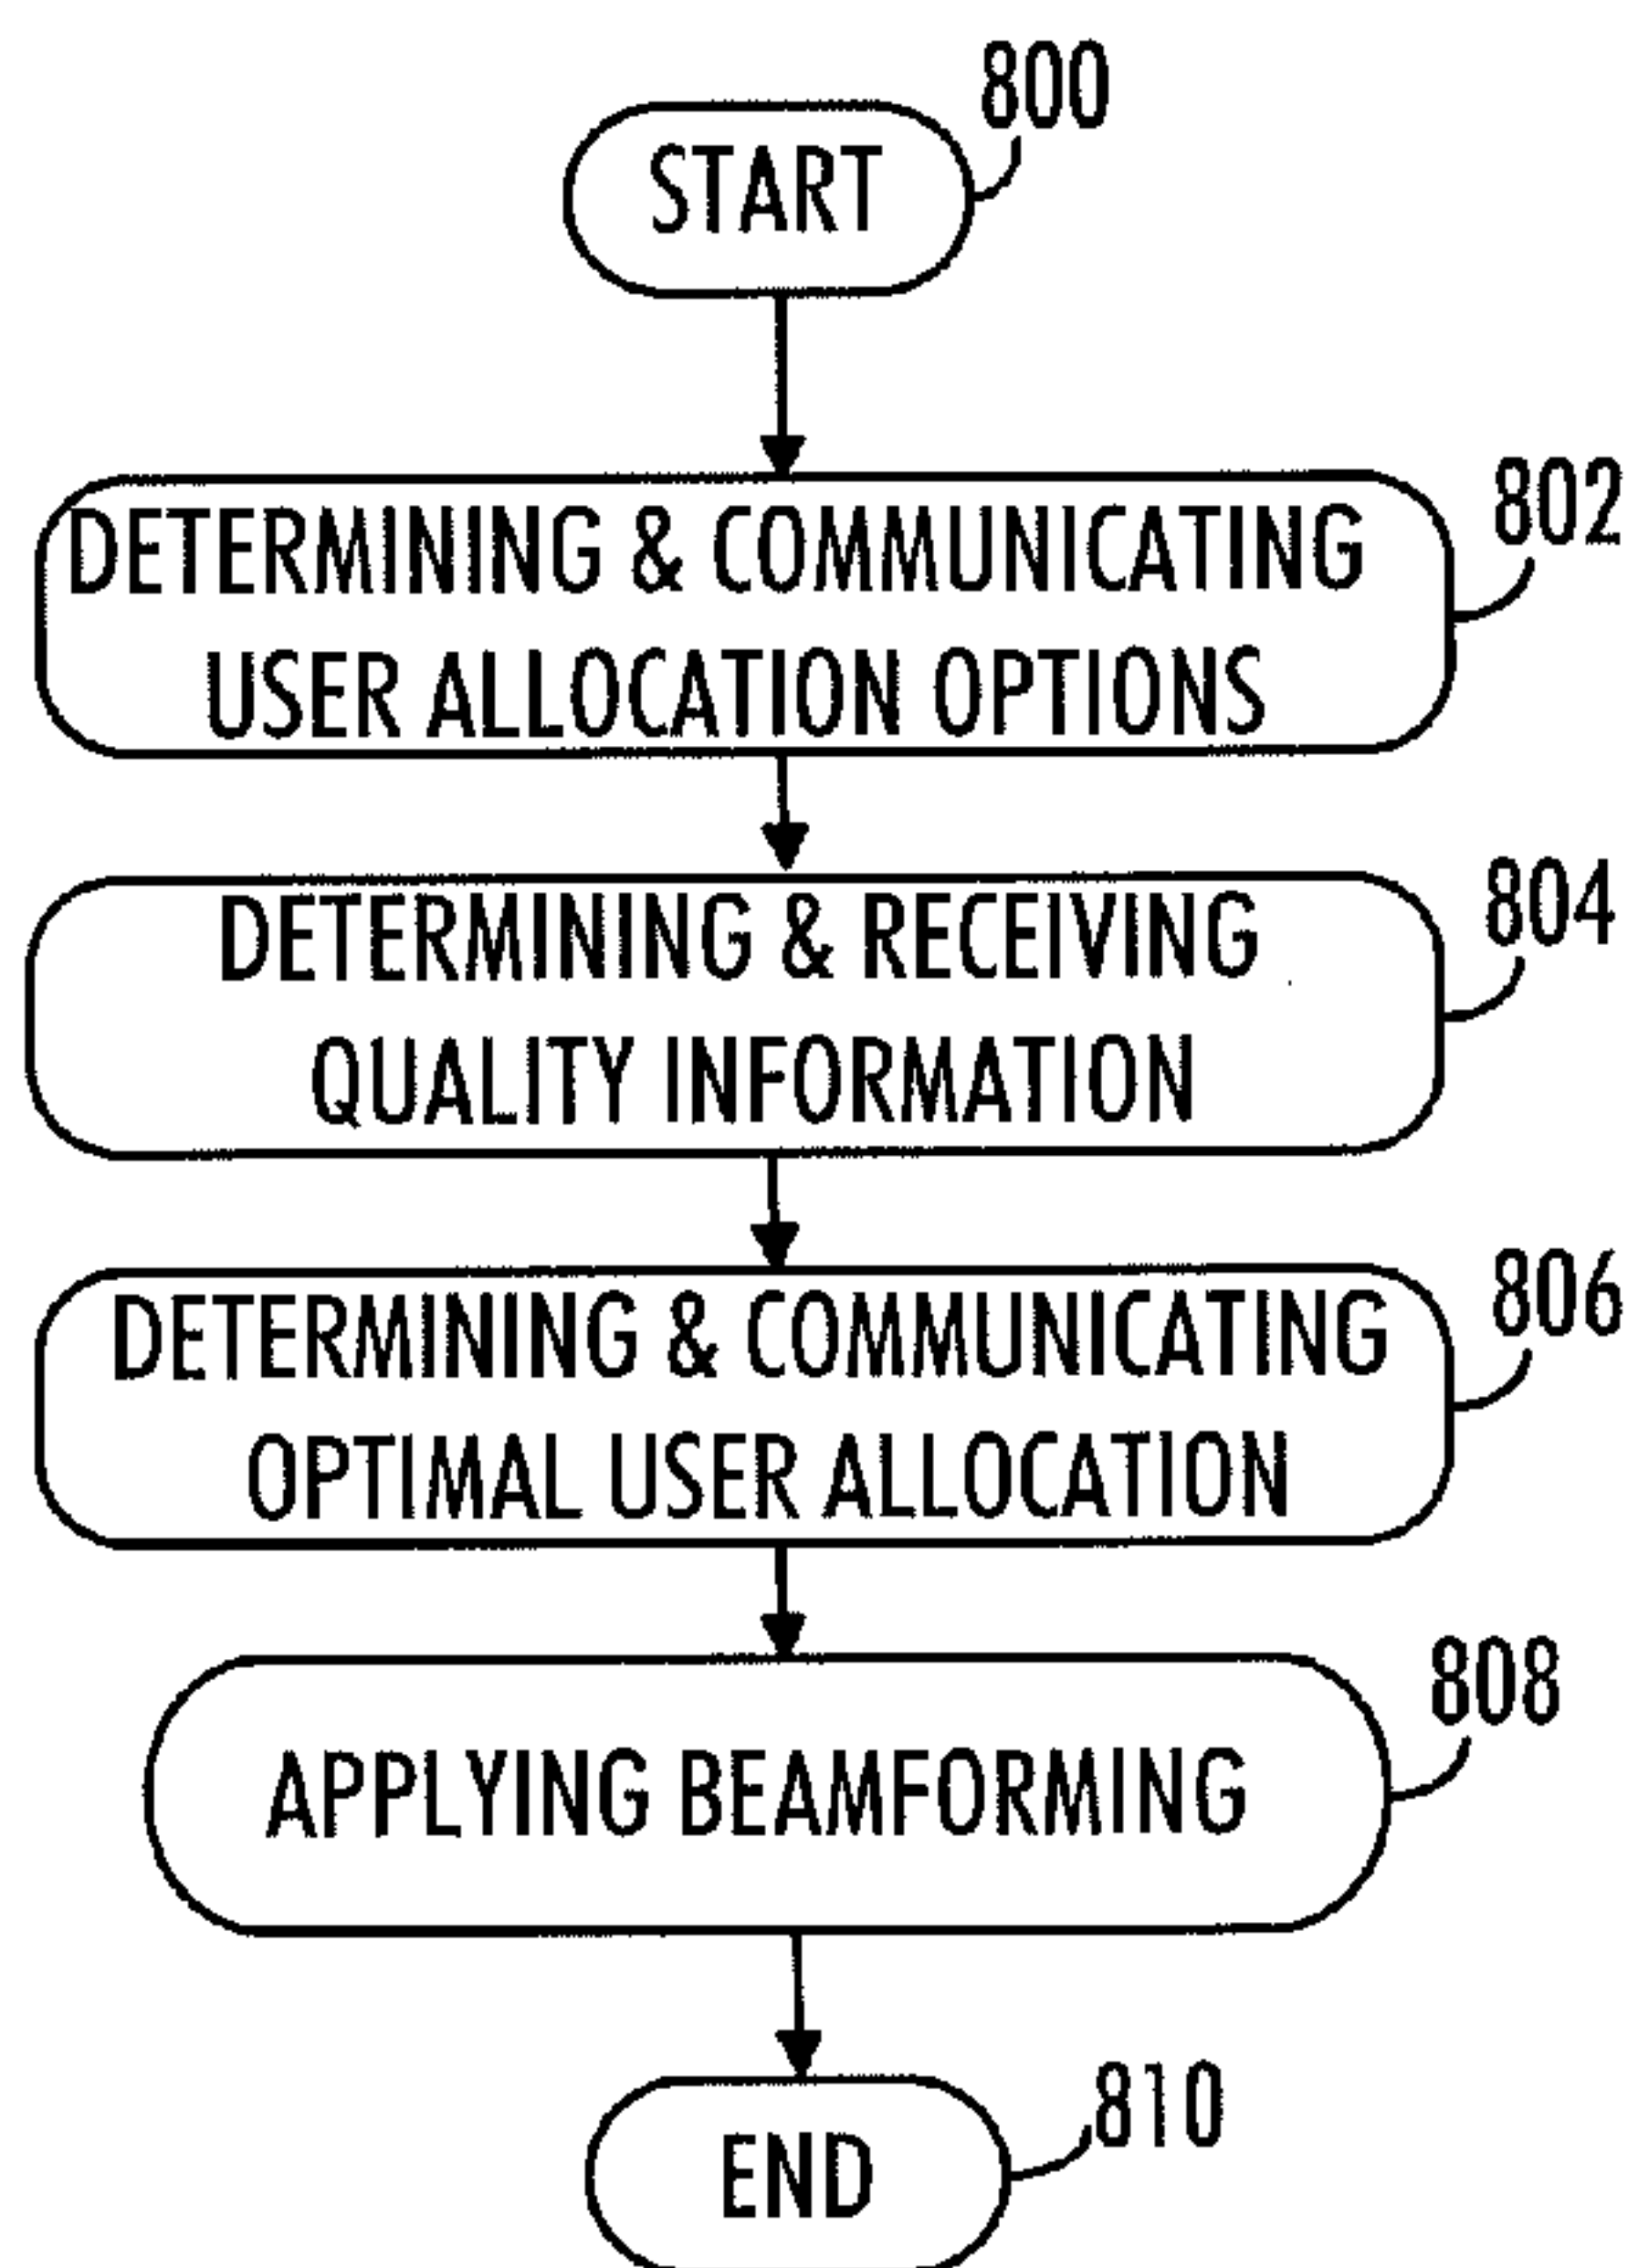 800
START
802
DETERMINING & COMMUNICATING
USER ALLOCATION OPTIONS
804
DETERMINING & RECEIVING
QUALITY INFORMATION
806
DETERMINING & COMMUNICATING
OPTIMAL USER ALLOCATION
808
APPLYING BEAMFORMING
810
END